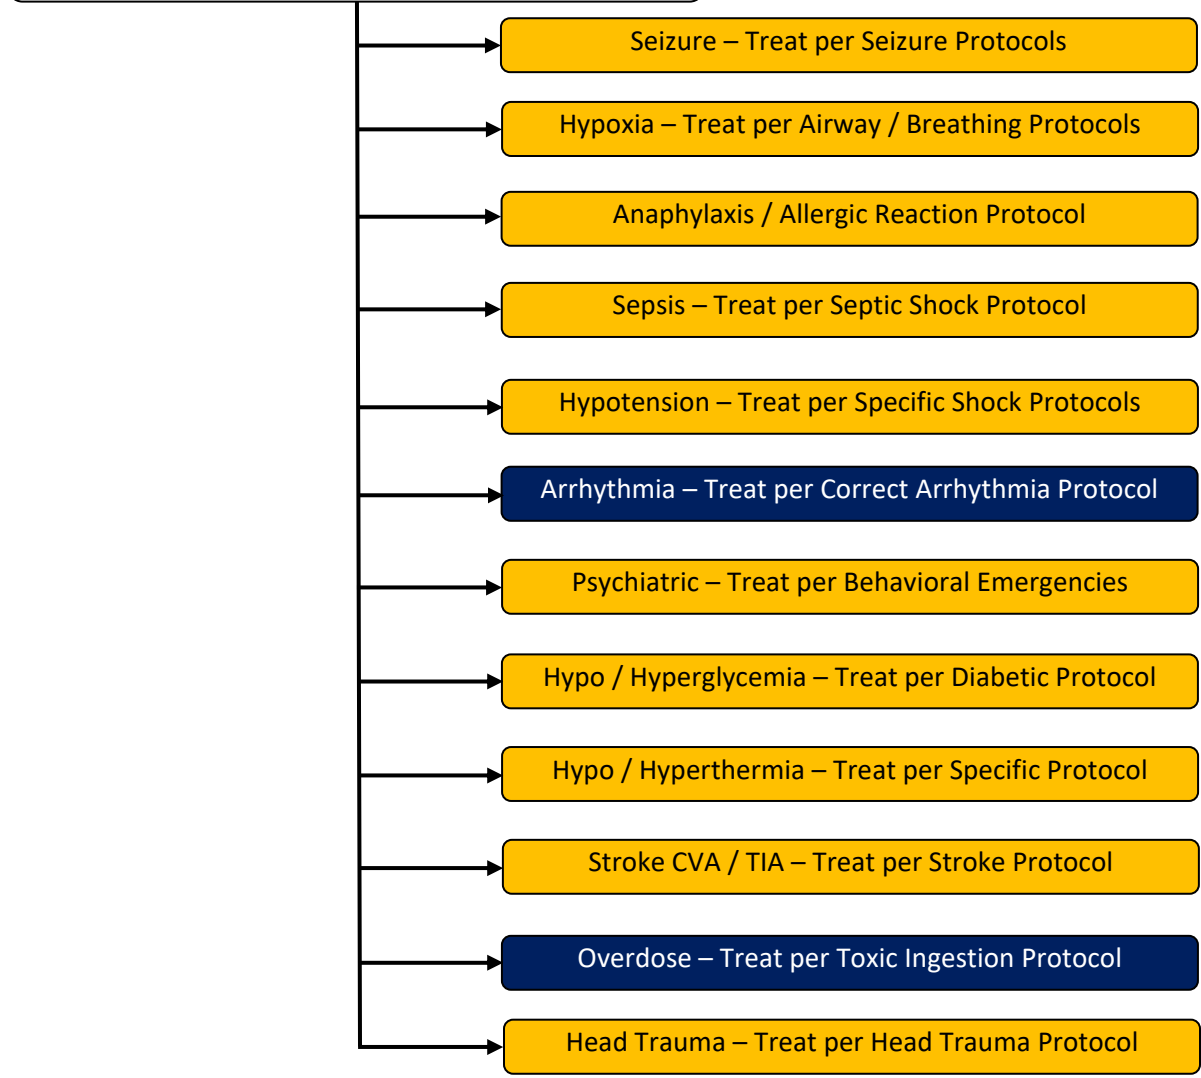 Seizure – Treat per Seizure Protocols
Hypoxia – Treat per Airway / Breathing Protocols
Anaphylaxis / Allergic Reaction Protocol
Sepsis – Treat per Septic Shock Protocol
Hypotension – Treat per Specific Shock Protocols
Arrhythmia – Treat per Correct Arrhythmia Protocol
Psychiatric – Treat per Behavioral Emergencies
Hypo / Hyperglycemia – Treat per Diabetic Protocol
Hypo / Hyperthermia – Treat per Specific Protocol
Stroke CVA / TIA – Treat per Stroke Protocol
Overdose – Treat per Toxic Ingestion Protocol
Head Trauma – Treat per Head Trauma Protocol